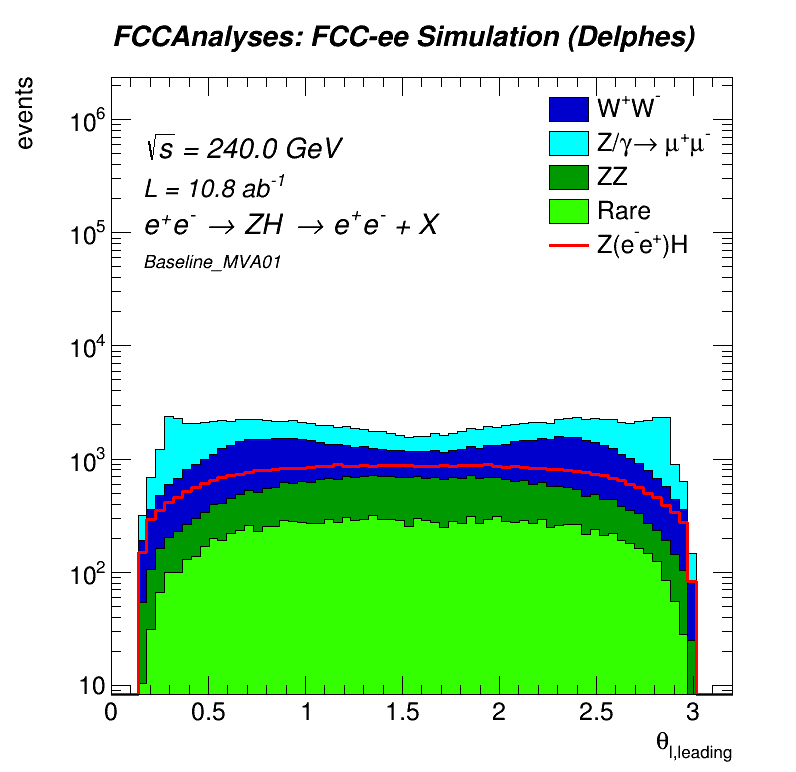 FCCAnalyses: FCC-ee Simulation (Delphes)
events
√s = 240.0 GeV
L = 10.8 ab⁻¹
e⁺e⁻ → ZH → e⁺e⁻ + X
Baseline_MVA01
W⁺W⁻
Z/γ→ μ⁺μ⁻
ZZ
Rare
Z(e⁻e⁺)H
10⁶
10⁵
10⁴
10³
10²
10
0 0.5 1 1.5 2 2.5 3
θ_l,leading